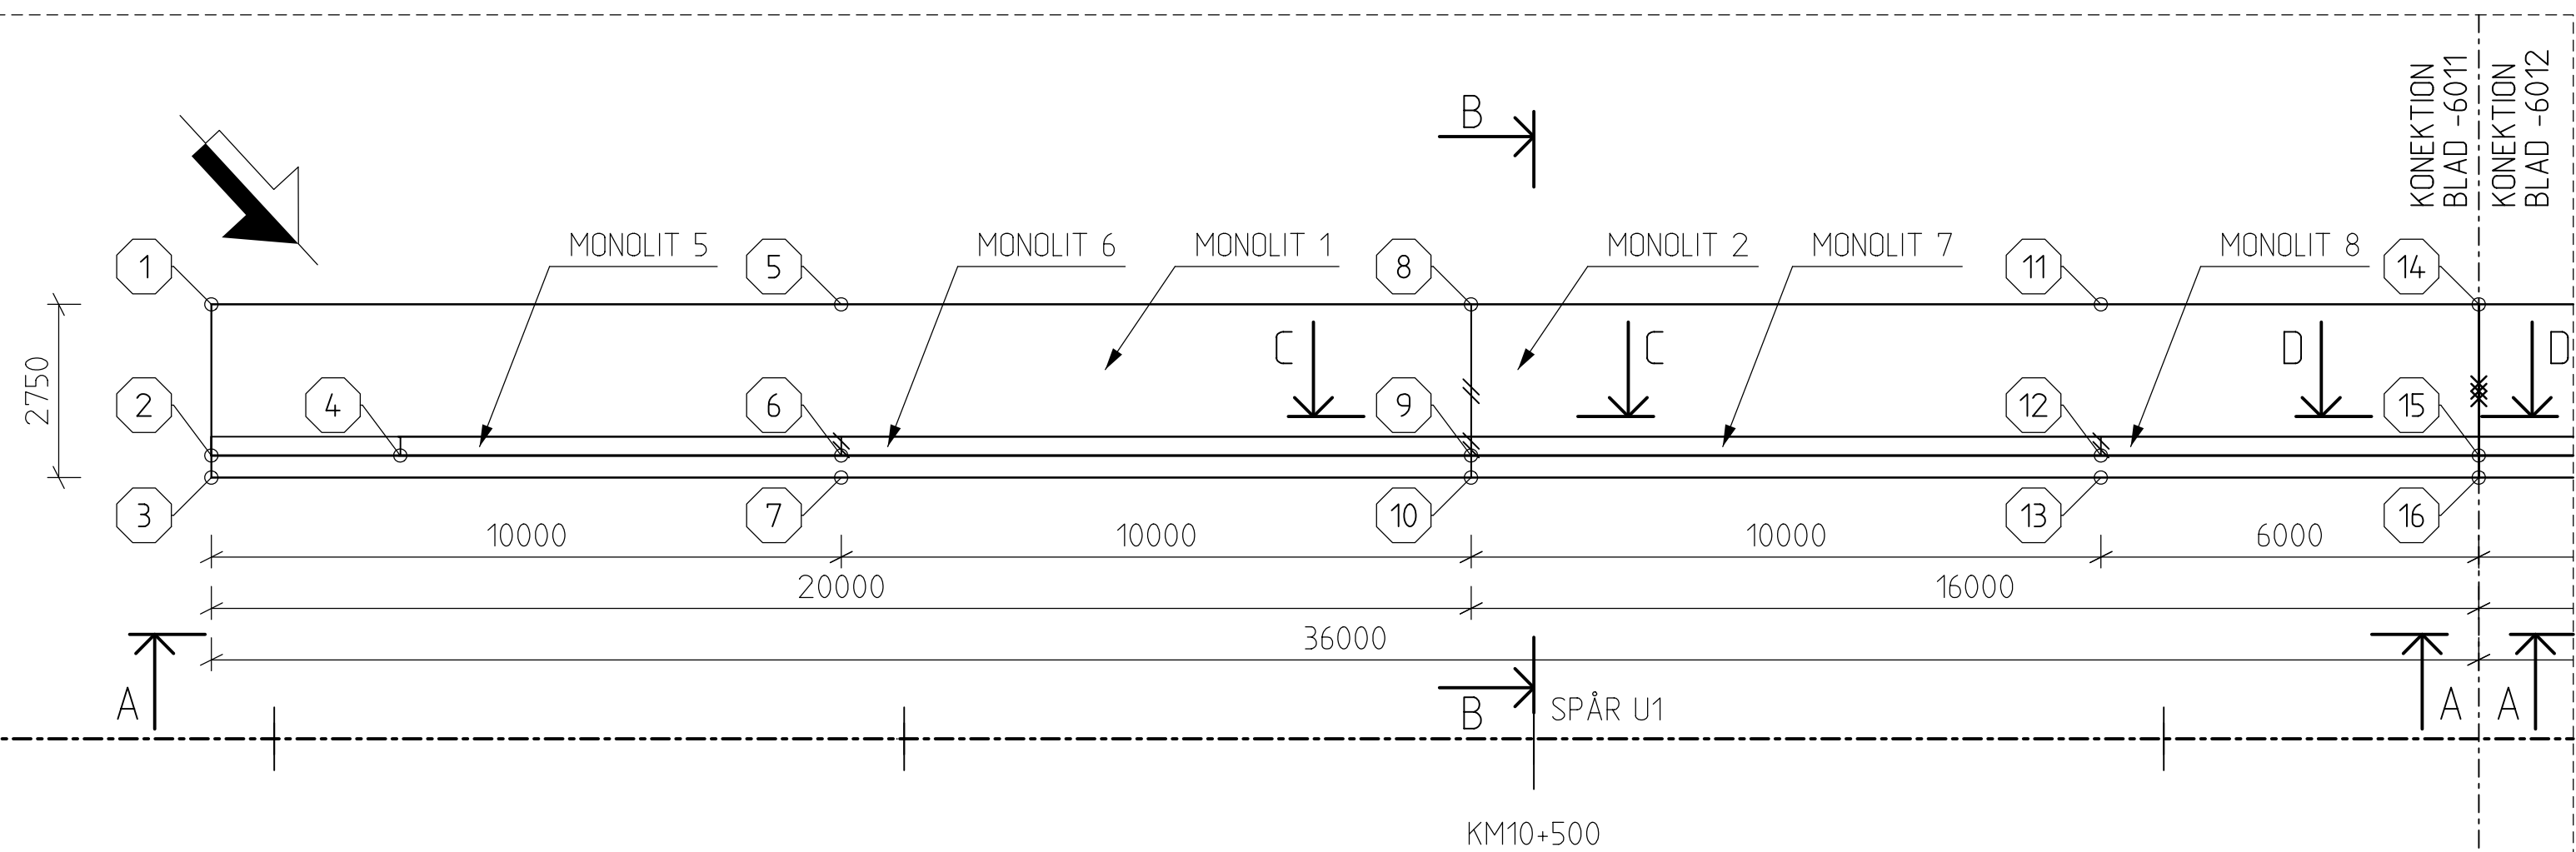 KONEKTION
BLAD -6011
KONEKTION
BLAD -6012
B
MONOLIT 5
MONOLIT 6
MONOLIT 1
MONOLIT 2
MONOLIT 7
MONOLIT 8
1
5
8
11
14
C
C
D
D
2750
2
4
6
9
12
15
3
7
10
13
16
10000
10000
10000
6000
20000
16000
36000
A
B
SPÅR U1
A
A
KM10+500